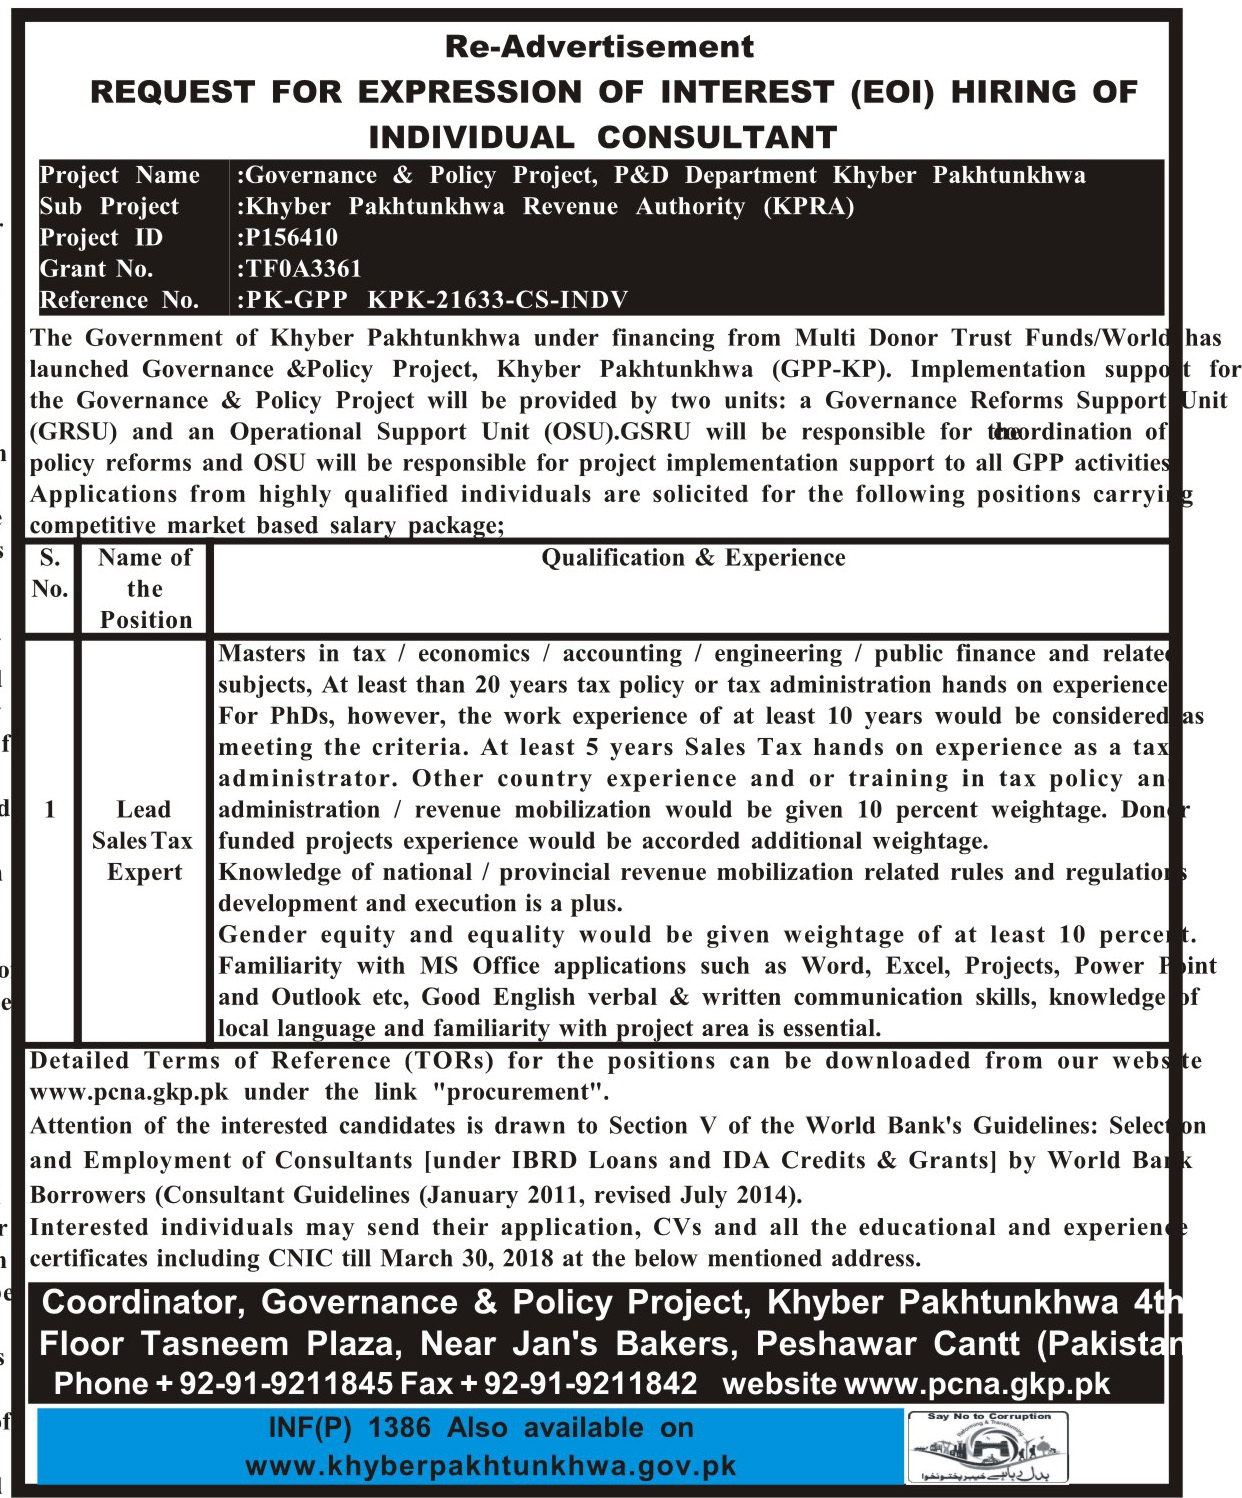 Re-Advertisement
REQUEST FOR EXPRESSION OF INTEREST (EOI) HIRING OF
INDIVIDUAL CONSULTANT
Project Name :Governance & Policy Project, P&D Department Khyber Pakhtunkhwa
Sub Project :Khyber Pakhtunkhwa Revenue Authority (KPRA)
Project ID :P156410
Grant No. :TF0A3361
Reference No. :PK-GPP KPK-21633-CS-INDV
The Government of Khyber Pakhtunkhwa under financing from Multi Donor Trust Funds/World has
launched Governance &Policy Project, Khyber Pakhtunkhwa (GPP-KP). Implementation support for
the Governance & Policy Project will be provided by two units: a Governance Reforms Support Unit
(GRSU) and an Operational Support Unit (OSU).GSRU will be responsible for the coordination of
policy reforms and OSU will be responsible for project implementation support to all GPP activities
Applications from highly qualified individuals are solicited for the following positions carrying
competitive market based salary package;
S. No.
Name of the Position
Qualification & Experience
1
Lead Sales Tax Expert
Masters in tax / economics / accounting / engineering / public finance and related
subjects, At least than 20 years tax policy or tax administration hands on experience
For PhDs, however, the work experience of at least 10 years would be considered as
meeting the criteria. At least 5 years Sales Tax hands on experience as a tax
administrator. Other country experience and or training in tax policy an
administration / revenue mobilization would be given 10 percent weightage. Donor
funded projects experience would be accorded additional weightage.
Knowledge of national / provincial revenue mobilization related rules and regulations
development and execution is a plus.
Gender equity and equality would be given weightage of at least 10 percent.
Familiarity with MS Office applications such as Word, Excel, Projects, Power Point
and Outlook etc, Good English verbal & written communication skills, knowledge of
local language and familiarity with project area is essential.
Detailed Terms of Reference (TORs) for the positions can be downloaded from our website
www.pcna.gkp.pk under the link "procurement".
Attention of the interested candidates is drawn to Section V of the World Bank's Guidelines: Selection
and Employment of Consultants [under IBRD Loans and IDA Credits & Grants] by World Bank
Borrowers (Consultant Guidelines (January 2011, revised July 2014).
Interested individuals may send their application, CVs and all the educational and experience
certificates including CNIC till March 30, 2018 at the below mentioned address.
Coordinator, Governance & Policy Project, Khyber Pakhtunkhwa 4th
Floor Tasneem Plaza, Near Jan's Bakers, Peshawar Cantt (Pakistan
Phone + 92-91-9211845 Fax + 92-91-9211842 website www.pcna.gkp.pk
INF(P) 1386 Also available on
www.khyberpakhtunkhwa.gov.pk
Say No to Corruption